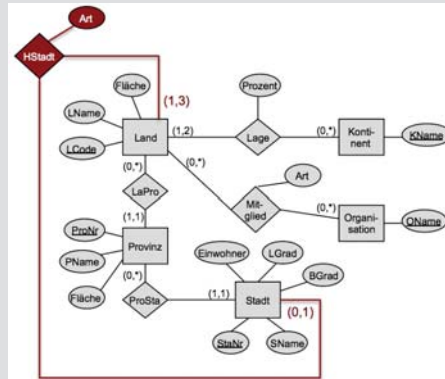 Art
HStadt
Fläche
Prozent
(1,3)
LName
Land
(1,2)
Lage
(0,*)
Kontinent
KName
LCode
(0,*)
(0,*)
Art
LaPro
Mit-
glied
(0,*)
Organi-
sation
OName
(1,1)
ProNr
Provinz
PName
(0,*)
Einwohner
LGrad
BGrad
Fläche
ProSta
(1,1)
Stadt
(0,1)
StaNr
SName